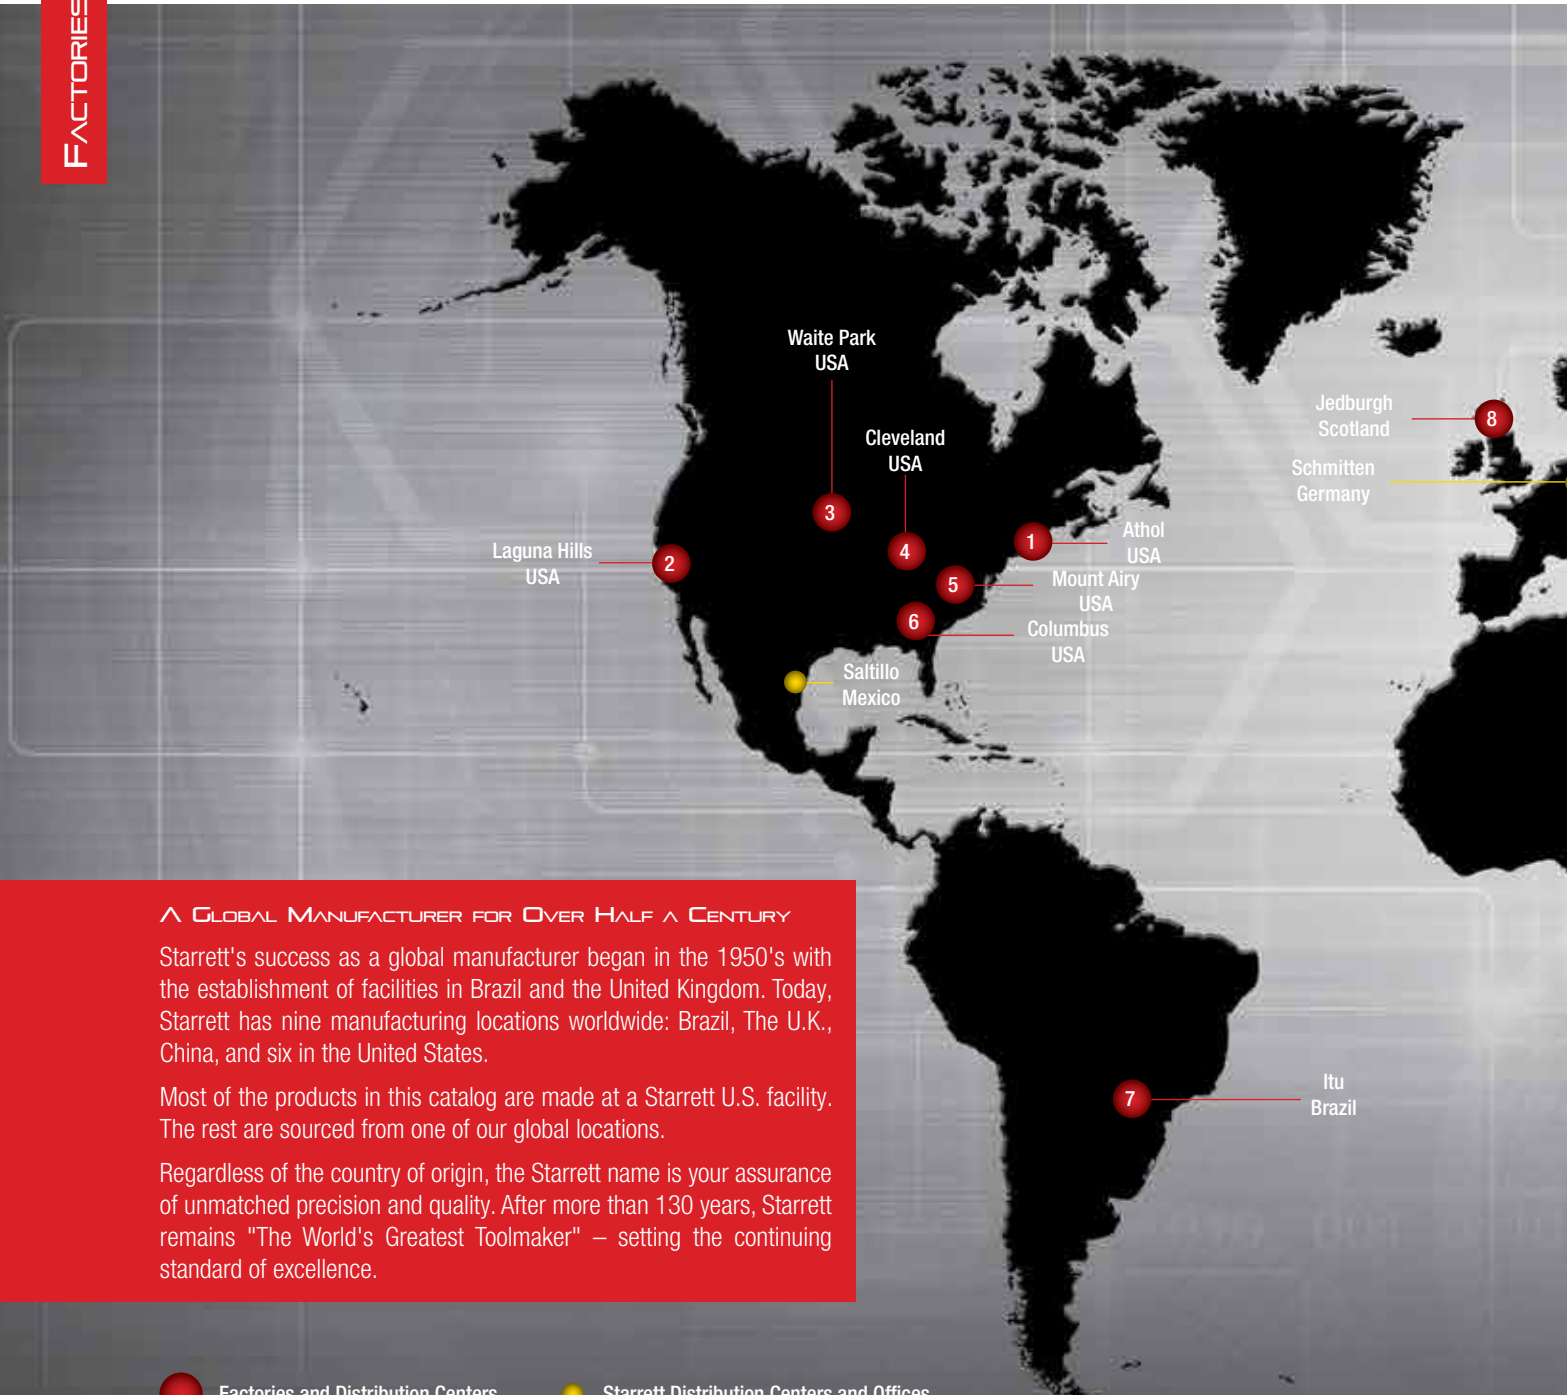 FACTORIES
Waite Park
USA
Cleveland
USA
Jedburgh
Scotland
8
Schmitten
Germany
3
4
1
Athol
USA
Laguna Hills
USA
2
5
Mount Airy
USA
6
Columbus
USA
Saltillo
Mexico
A GLOBAL MANUFACTURER FOR OVER HALF A CENTURY
Starrett's success as a global manufacturer began in the 1950's with
the establishment of facilities in Brazil and the United Kingdom. Today,
Starrett has nine manufacturing locations worldwide: Brazil, The U.K.,
China, and six in the United States.
Most of the products in this catalog are made at a Starrett U.S. facility.
The rest are sourced from one of our global locations.
Regardless of the country of origin, the Starrett name is your assurance
of unmatched precision and quality. After more than 130 years, Starrett
remains "The World's Greatest Toolmaker" – setting the continuing
standard of excellence.
7
Itu
Brazil
Factories and Distribution Centers
Starrett Distribution Centers and Offices